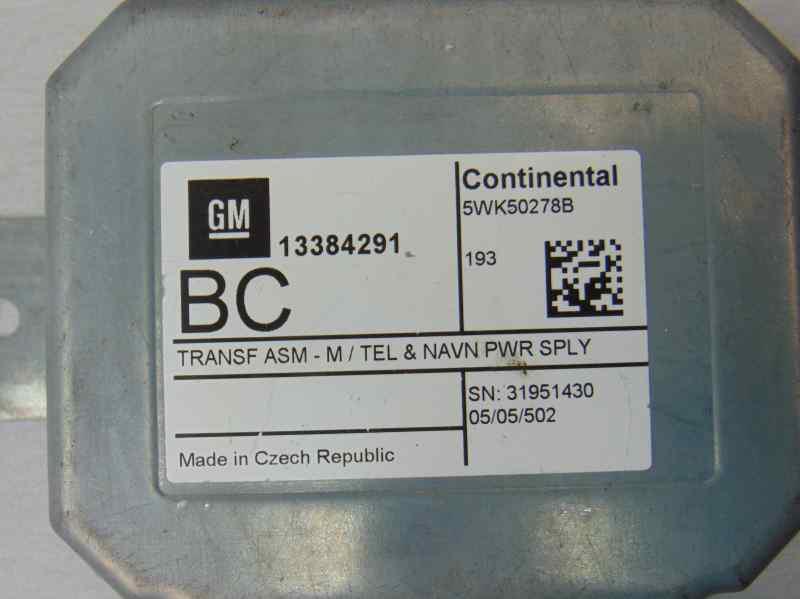 GM
13384291
BC
Continental
5WK50278B
193
TRANSF ASM - M / TEL & NAVN PWR SPLY
SN: 31951430
05/05/502
Made in Czech Republic